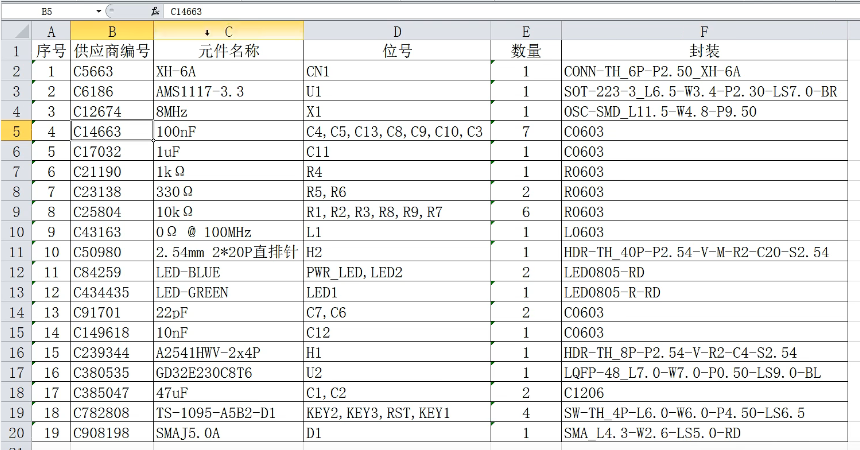 B5 fx C14663
A B C D E F
1 序号 供应商编号 元件名称 位号 数量 封装
2 1 C5663 XH-6A CN1 1 CONN-TH_6P-P2.50_XH-6A
3 2 C6186 AMS1117-3.3 U1 1 SOT-223-3_L6.5-W3.4-P2.30-LS7.0-BR
4 3 C12674 8MHz X1 1 OSC-SMD_L11.5-W4.8-P9.50
5 4 C14663 100nF C4,C5,C13,C8,C9,C10,C3 7 C0603
6 5 C17032 1uF C11 1 C0603
7 6 C21190 1kΩ R4 1 R0603
8 7 C23138 330Ω R5,R6 2 R0603
9 8 C25804 10kΩ R1,R2,R3,R8,R9,R7 6 R0603
10 9 C43163 0Ω @ 100MHz L1 1 L0603
11 10 C50980 2.54mm 2*20P直排针 H2 1 HDR-TH_40P-P2.54-V-M-R2-C20-S2.54
12 11 C84259 LED-BLUE PWR_LED,LED2 2 LED0805-RD
13 12 C434435 LED-GREEN LED1 1 LED0805-R-RD
14 13 C91701 22pF C7,C6 2 C0603
15 14 C149618 10nF C12 1 C0603
16 15 C239344 A2541HWV-2x4P H1 1 HDR-TH_8P-P2.54-V-R2-C4-S2.54
17 16 C380535 GD32E230C8T6 U2 1 LQFP-48_L7.0-W7.0-P0.50-LS9.0-BL
18 17 C385047 47uF C1,C2 2 C1206
19 18 C782808 TS-1095-A5B2-D1 KEY2,KEY3,RST,KEY1 4 SW-TH_4P-L6.0-W6.0-P4.50-LS6.5
20 19 C908198 SMAJ5.0A D1 1 SMA_L4.3-W2.6-LS5.0-RD